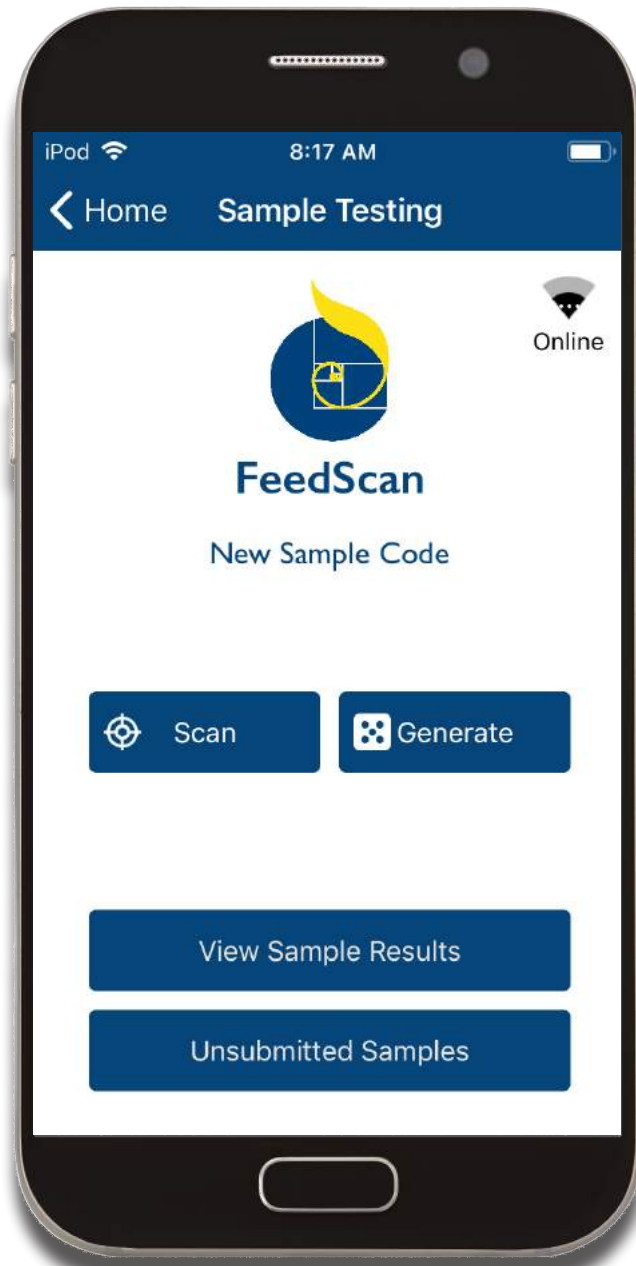 iPod 8:17 AM
Home Sample Testing
Online
FeedScan
New Sample Code
Scan Generate
View Sample Results
Unsubmitted Samples